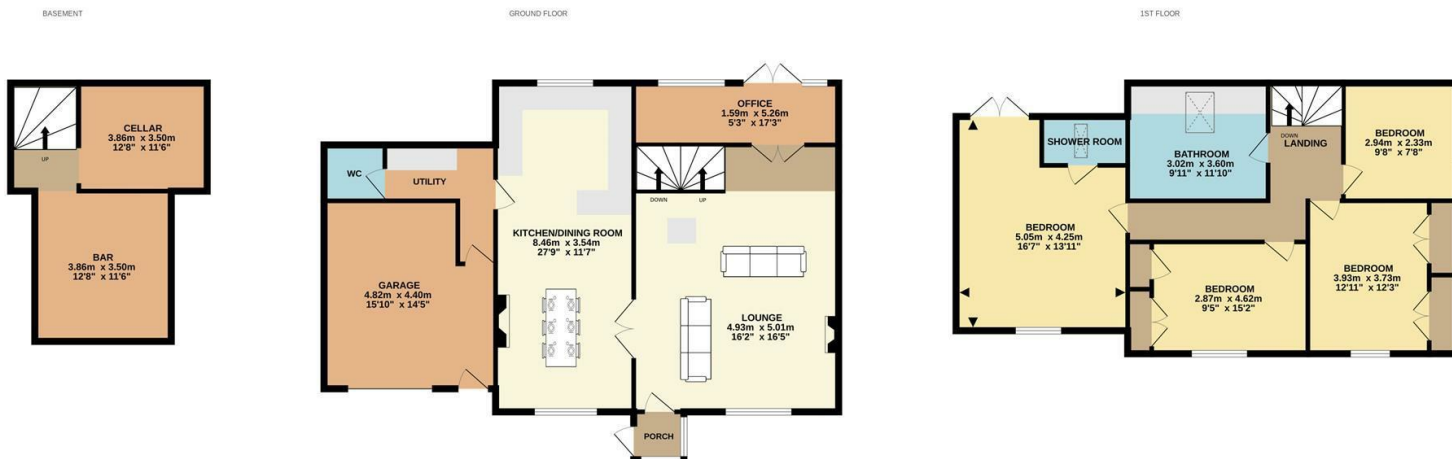 BASEMENT
CELLAR
3.86m x 3.50m
12'8" x 11'6"
UP
BAR
3.86m x 3.50m
12'8" x 11'6"
GROUND FLOOR
OFFICE
1.59m x 5.26m
5'3" x 17'3"
WC
UTILITY
DOWN
UP
KITCHEN/DINING ROOM
8.46m x 3.54m
27'9" x 11'7"
GARAGE
4.82m x 4.40m
15'10" x 14'5"
LOUNGE
4.93m x 5.01m
16'2" x 16'5"
PORCH
1ST FLOOR
SHOWER ROOM
BATHROOM
3.02m x 3.60m
9'11" x 11'10"
DOWN
LANDING
BEDROOM
2.94m x 2.33m
9'8" x 7'8"
BEDROOM
5.05m x 4.25m
16'7" x 13'11"
BEDROOM
3.93m x 3.73m
12'11" x 12'3"
BEDROOM
2.87m x 4.62m
9'5" x 15'2"